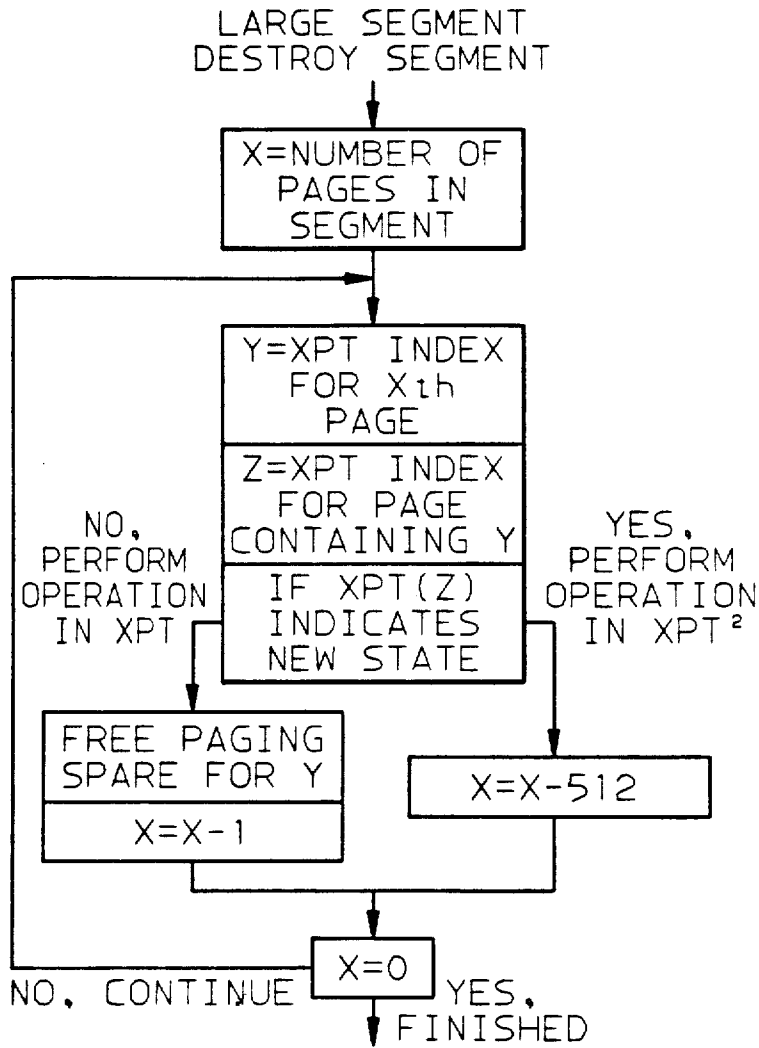 LARGE SEGMENT
DESTROY SEGMENT
X=NUMBER OF
PAGES IN
SEGMENT
Y=XPT INDEX
FOR Xth
PAGE
Z=XPT INDEX
FOR PAGE
CONTAINING Y
IF XPT(Z)
INDICATES
NEW STATE
NO,
PERFORM
OPERATION
IN XPT
YES,
PERFORM
OPERATION
IN XPT²
FREE PAGING
SPARE FOR Y
X=X-1
X=X-512
X=0
NO, CONTINUE
YES,
FINISHED